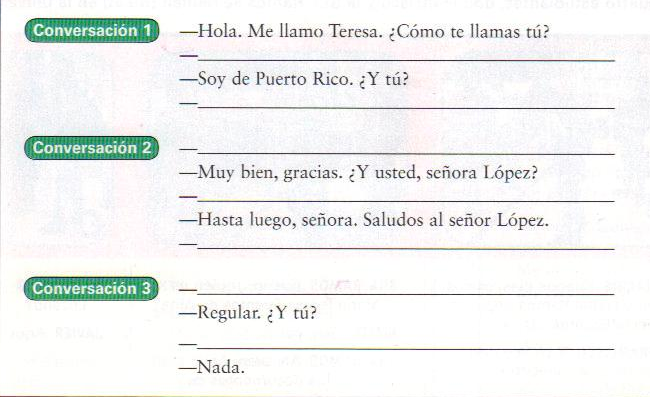 Conversación 1 —Hola. Me llamo Teresa. ¿Cómo te llamas tú?
—
—Soy de Puerto Rico. ¿Y tú?
—
Conversación 2 —
—Muy bien, gracias. ¿Y usted, señora López?
—
—Hasta luego, señora. Saludos al señor López.
—
Conversación 3 —
—Regular. ¿Y tú?
—
—Nada.